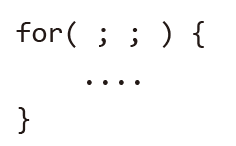 for( ; ; ) {
    ....
}